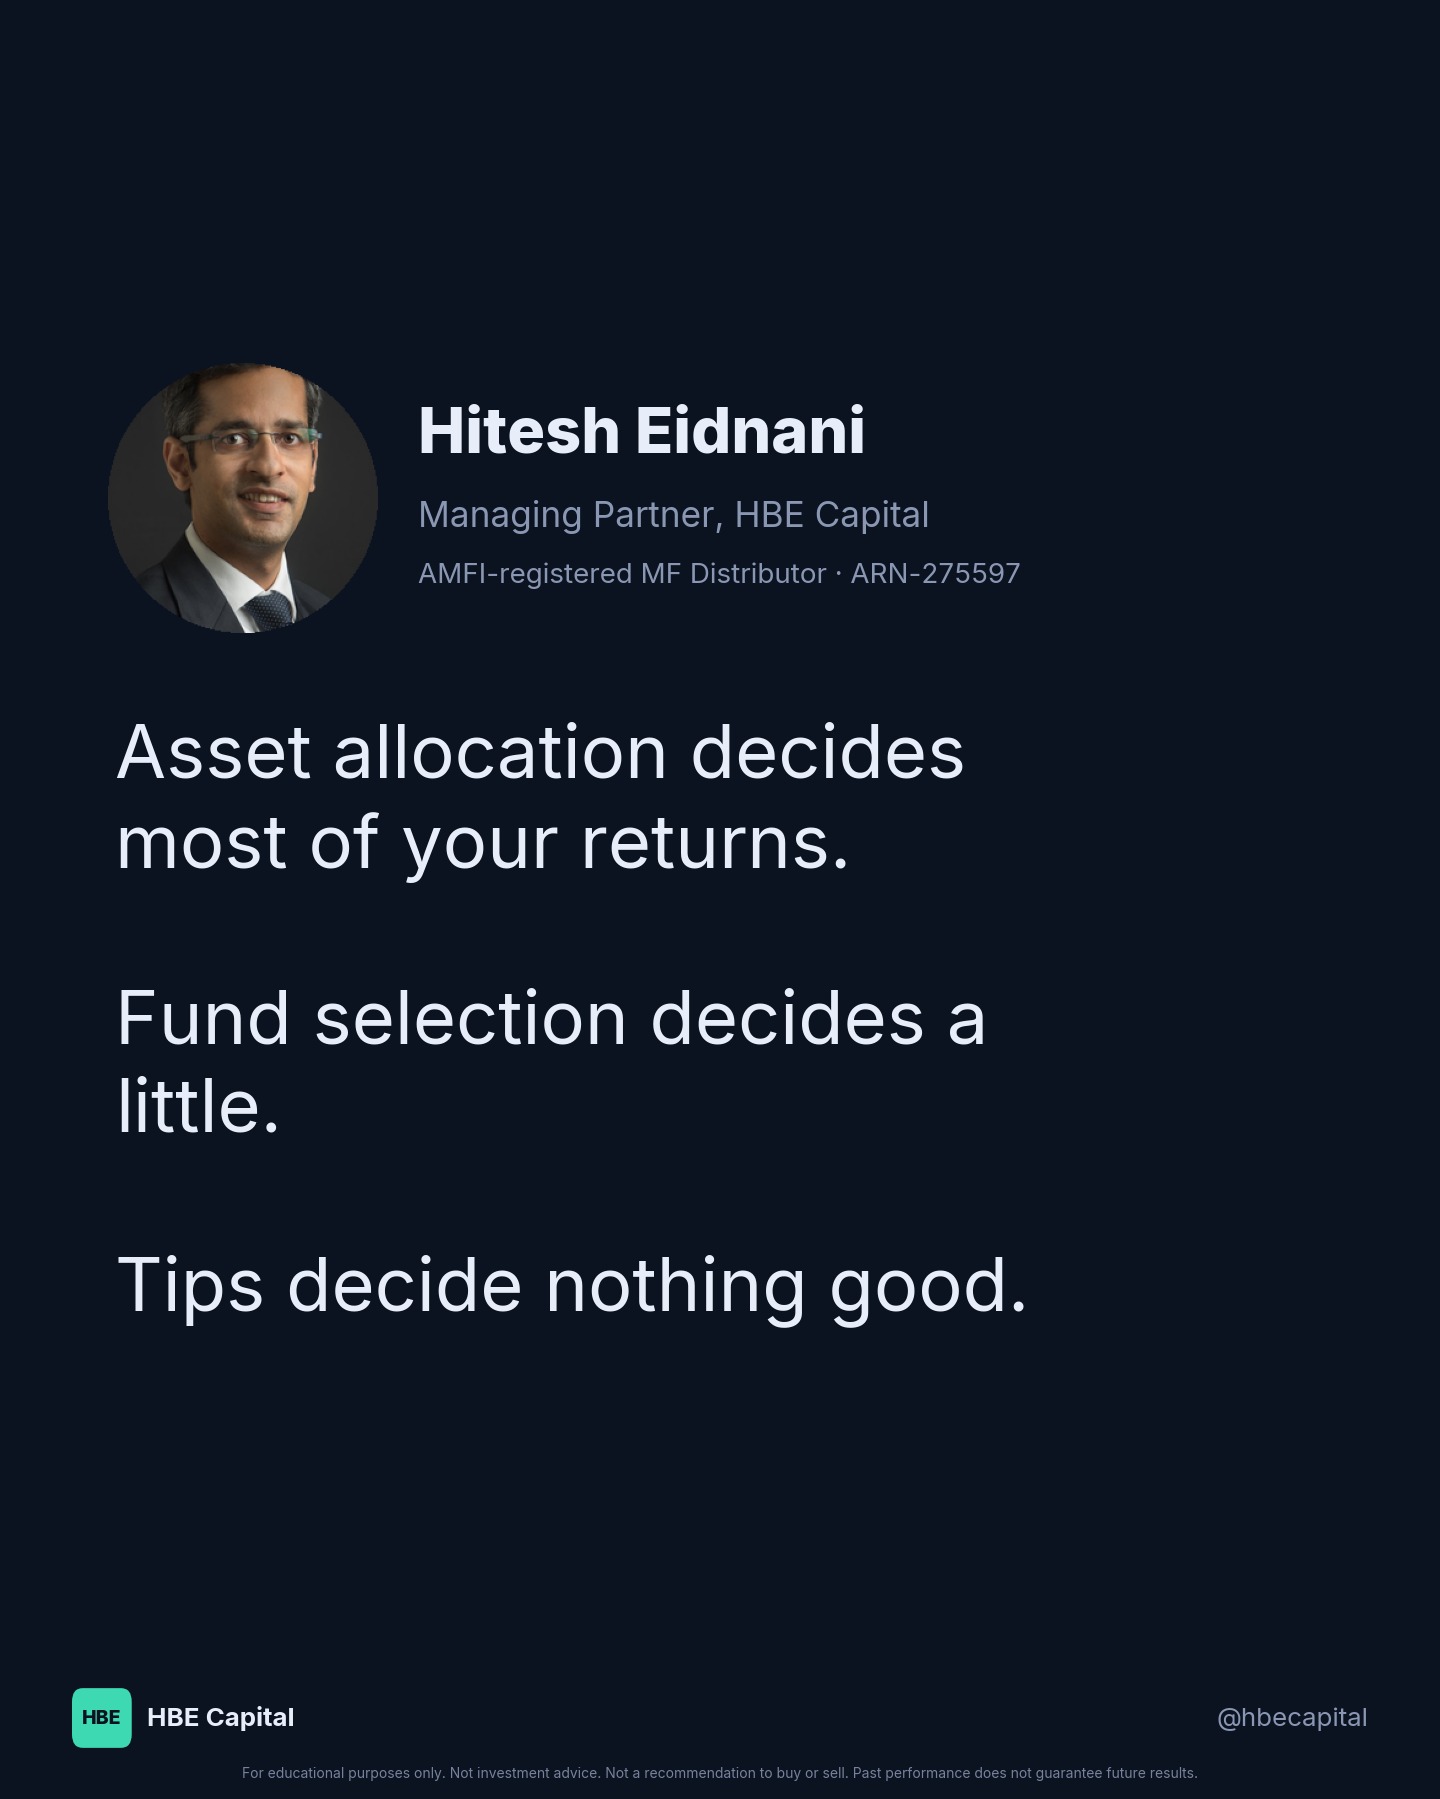 Hitesh Eidnani
Managing Partner, HBE Capital
AMFI-registered MF Distributor · ARN-275597
Asset allocation decides
most of your returns.
Fund selection decides a
little.
Tips decide nothing good.
HBE
HBE Capital
@hbecapital
For educational purposes only. Not investment advice. Not a recommendation to buy or sell. Past performance does not guarantee future results.